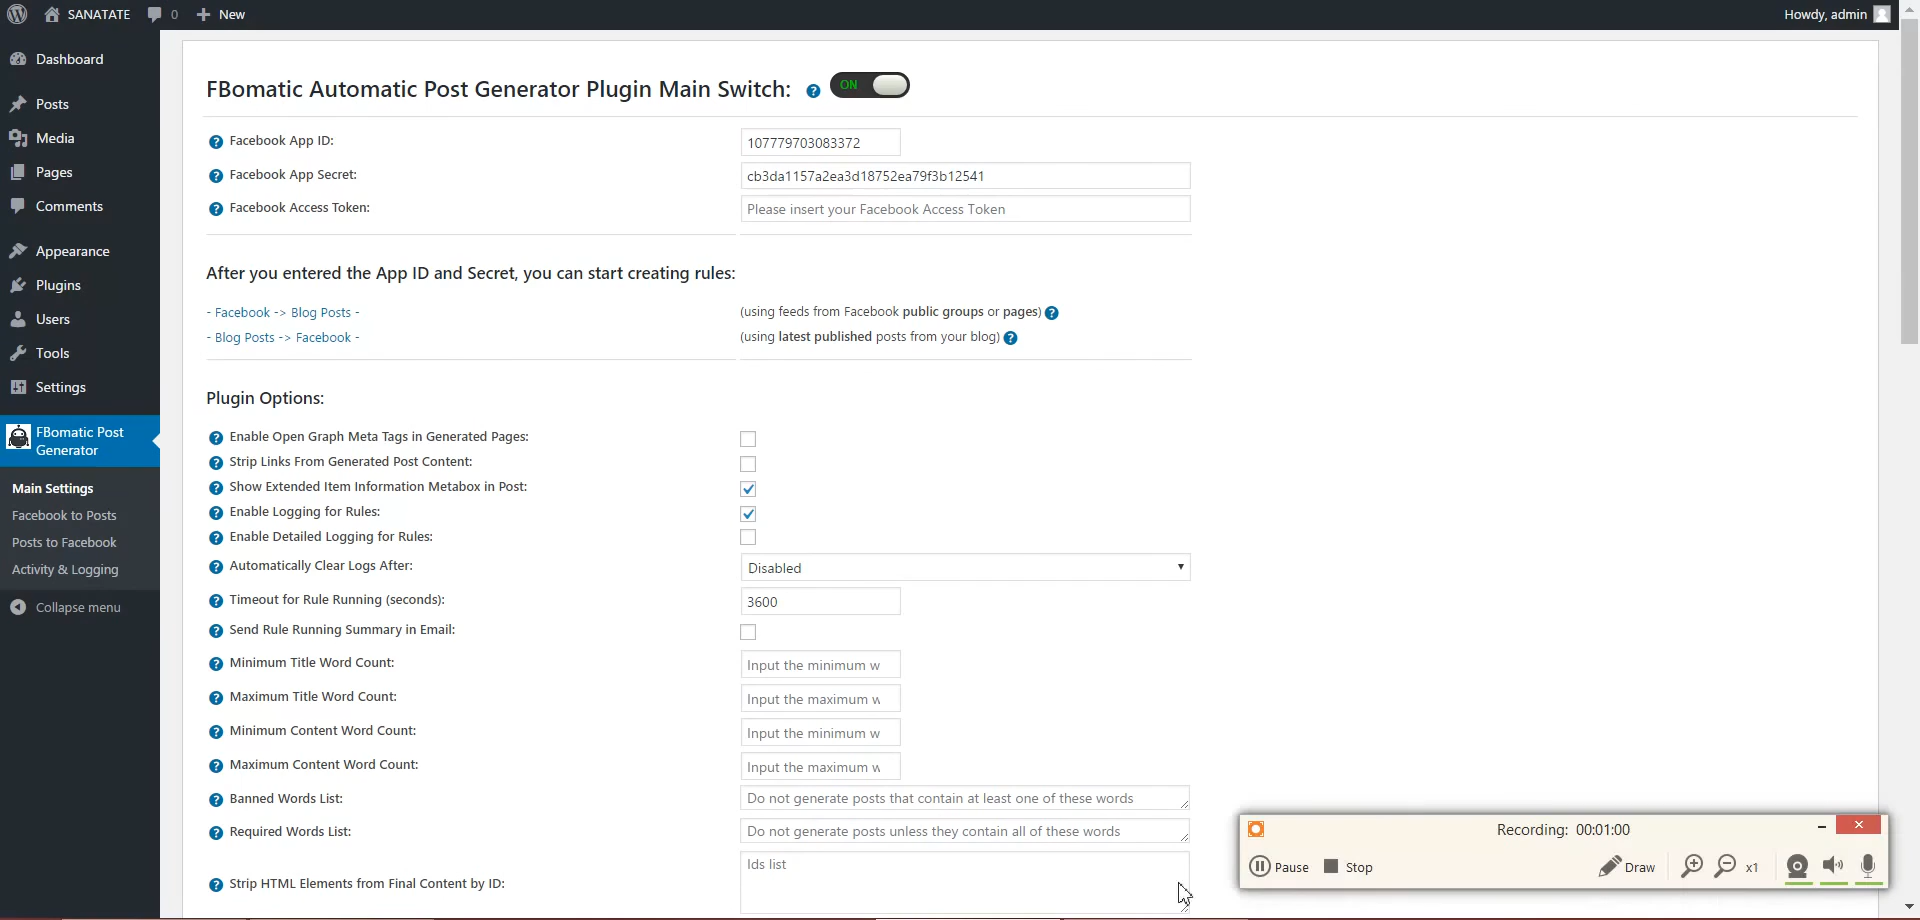 SANATATE 0 New Howdy, admin
Dashboard
Posts
Media
Pages
Comments
Appearance
Plugins
Users
Tools
Settings
FBomatic Post
Generator
Main Settings
Facebook to Posts
Posts to Facebook
Activity & Logging
Collapse menu
FBomatic Automatic Post Generator Plugin Main Switch: ? ON
? Facebook App ID: 107779703083372
? Facebook App Secret: cb3da1157a2ea3d18752ea79f3b12541
? Facebook Access Token: Please insert your Facebook Access Token
After you entered the App ID and Secret, you can start creating rules:
- Facebook -> Blog Posts - (using feeds from Facebook public groups or pages) ?
- Blog Posts -> Facebook - (using latest published posts from your blog) ?
Plugin Options:
? Enable Open Graph Meta Tags in Generated Pages:
? Strip Links From Generated Post Content:
? Show Extended Item Information Metabox in Post:
? Enable Logging for Rules:
? Enable Detailed Logging for Rules:
? Automatically Clear Logs After: Disabled
? Timeout for Rule Running (seconds): 3600
? Send Rule Running Summary in Email:
? Minimum Title Word Count: Input the minimum w
? Maximum Title Word Count: Input the maximum w
? Minimum Content Word Count: Input the minimum w
? Maximum Content Word Count: Input the maximum w
? Banned Words List: Do not generate posts that contain at least one of these words
? Required Words List: Do not generate posts unless they contain all of these words
? Strip HTML Elements from Final Content by ID: Ids list
Recording: 00:01:00
Pause Stop Draw x1